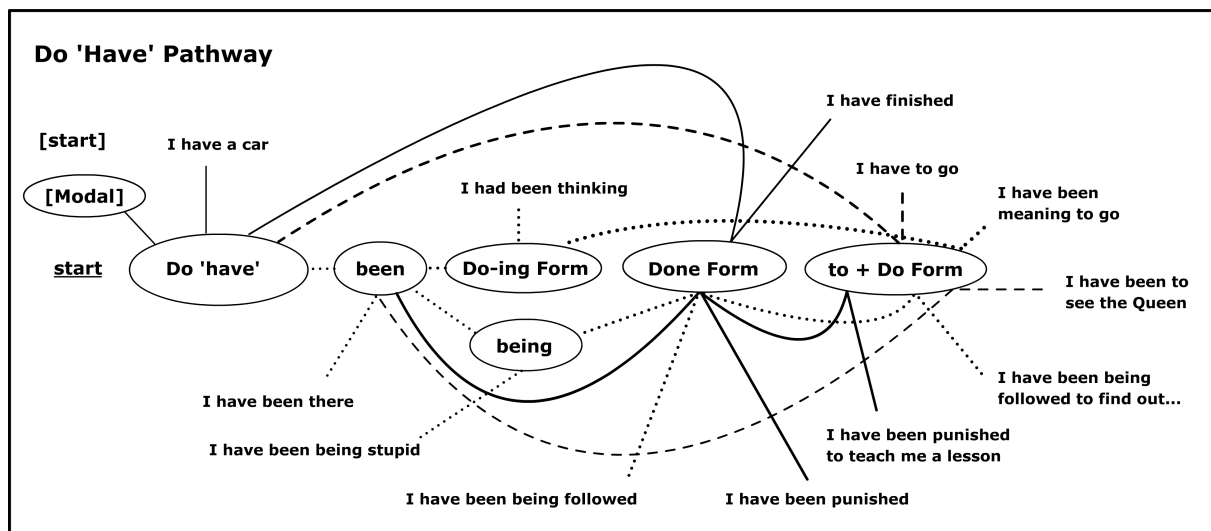 Do 'Have' Pathway
I have finished
[start]
I have a car
I have to go
[Modal]
I had been thinking
I have been
meaning to go
start
Do 'have'
been
Do-ing Form
Done Form
to + Do Form
I have been to
see the Queen
being
I have been there
I have been being
followed to find out...
I have been being stupid
I have been punished
to teach me a lesson
I have been being followed
I have been punished